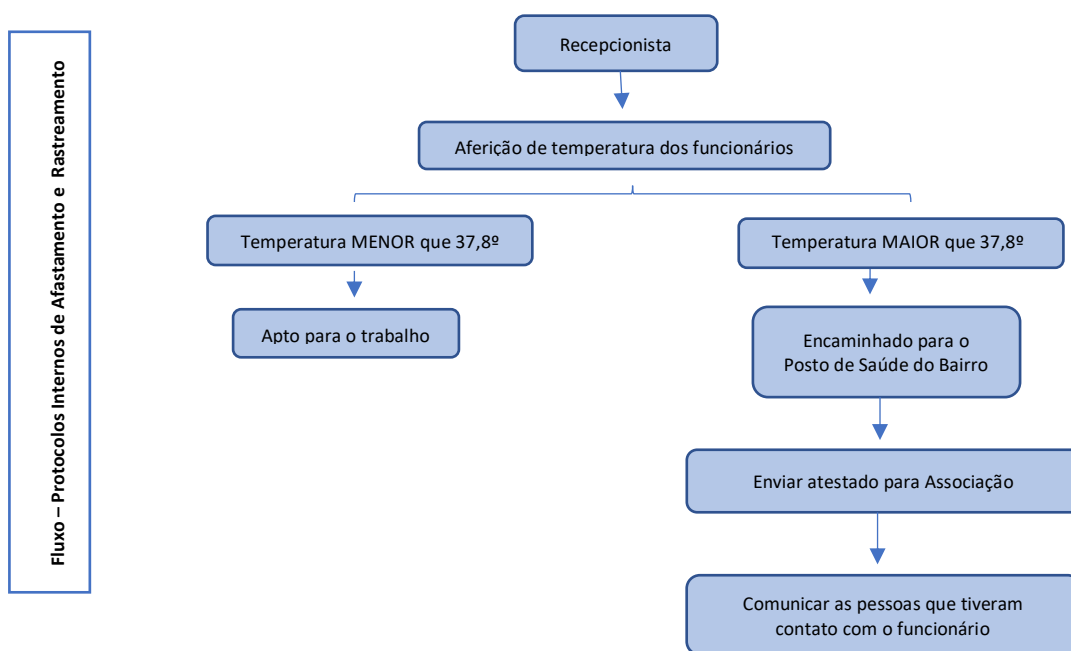 Fluxo – Protocolos Internos de Afastamento e Rastreamento
Recepcionista
Aferição de temperatura dos funcionários
Temperatura MENOR que 37,8º
Temperatura MAIOR que 37,8º
Apto para o trabalho
Encaminhado para o
Posto de Saúde do Bairro
Enviar atestado para Associação
Comunicar as pessoas que tiveram
contato com o funcionário